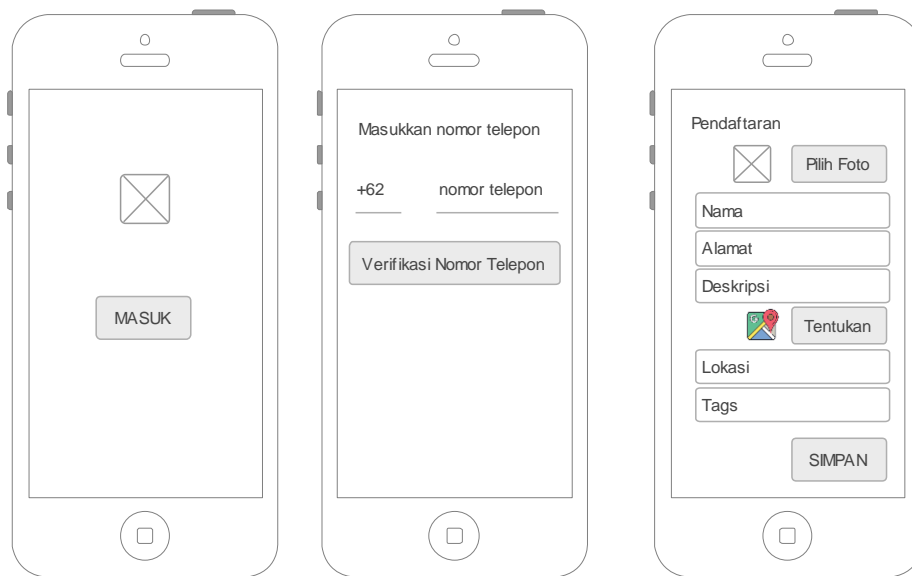 MASUK
Masukkan nomor telepon
+62 nomor telepon
Verifikasi Nomor Telepon
Pendaftaran
Pilih Foto
Nama
Alamat
Deskripsi
Tentukan
Lokasi
Tags
SIMPAN